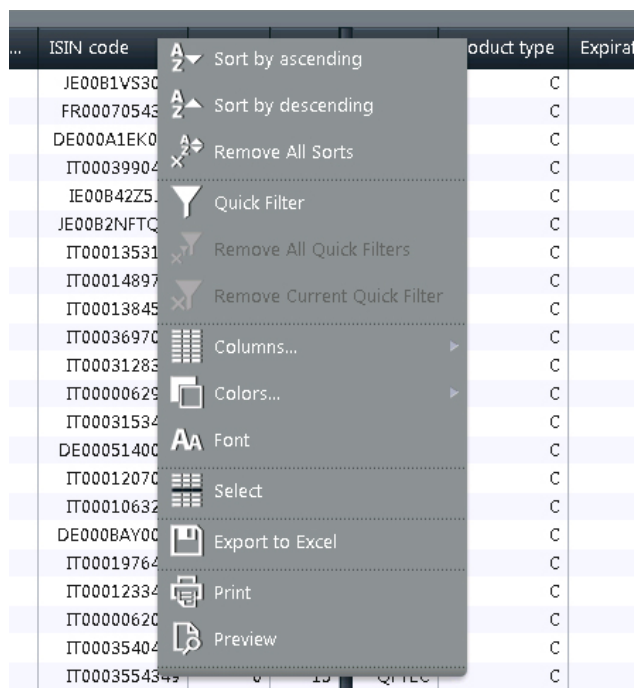 ... ISIN code oduct type Expirat
Sort by ascending
Sort by descending
Remove All Sorts
Quick Filter
Remove All Quick Filters
Remove Current Quick Filter
Columns...
Colors...
Font
Select
Export to Excel
Print
Preview
JE00B1VS30 C
FR00070543 C
DE000A1EK0 C
IT00039904 C
IE00B42Z5 C
JE00B2NFTQ C
IT00013531 C
IT00014897 C
IT00013845 C
IT00036970 C
IT00031283 C
IT00000629 C
IT00031534 C
DE00051400 C
IT00012070 C
IT00010632 C
DE000BAY00 C
IT00019764 C
IT00012334 C
IT00000620 C
IT00035404 C
IT0003554349 C